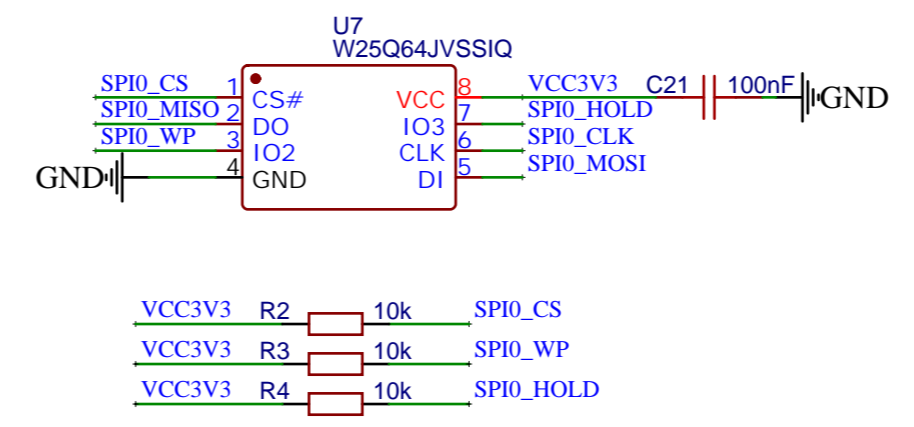 U7
W25Q64JVSSIQ
SPI0_CS 1 CS# VCC 8 VCC3V3 C21 100nF GND
SPI0_MISO 2 DO IO3 7 SPI0_HOLD
SPI0_WP 3 IO2 CLK 6 SPI0_CLK
GND 4 GND DI 5 SPI0_MOSI
VCC3V3 R2 10k SPI0_CS
VCC3V3 R3 10k SPI0_WP
VCC3V3 R4 10k SPI0_HOLD